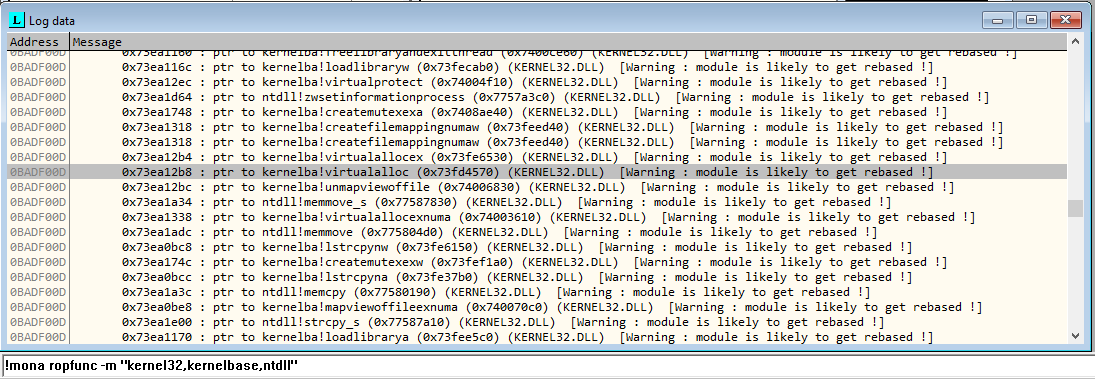 L Log data
Address Message
0BADF00D 0x73ea1160 : ptr to kernelba!freelibraryandexitthread (0x7400ce60) (KERNEL32.DLL) [Warning : module is likely to get rebased !]
0BADF00D 0x73ea116c : ptr to kernelba!loadlibraryw (0x73fecab0) (KERNEL32.DLL) [Warning : module is likely to get rebased !]
0BADF00D 0x73ea12ec : ptr to kernelba!virtualprotect (0x74004f10) (KERNEL32.DLL) [Warning : module is likely to get rebased !]
0BADF00D 0x73ea1d64 : ptr to ntdll!zwsetinformationprocess (0x7757a3c0) (KERNEL32.DLL) [Warning : module is likely to get rebased !]
0BADF00D 0x73ea1748 : ptr to kernelba!createmutexexa (0x7408ae40) (KERNEL32.DLL) [Warning : module is likely to get rebased !]
0BADF00D 0x73ea1318 : ptr to kernelba!createfilemappingnumaw (0x73feed40) (KERNEL32.DLL) [Warning : module is likely to get rebased !]
0BADF00D 0x73ea1318 : ptr to kernelba!createfilemappingnumaw (0x73feed40) (KERNEL32.DLL) [Warning : module is likely to get rebased !]
0BADF00D 0x73ea12b4 : ptr to kernelba!virtualallocex (0x73fe6530) (KERNEL32.DLL) [Warning : module is likely to get rebased !]
0BADF00D 0x73ea12b8 : ptr to kernelba!virtualalloc (0x73fd4570) (KERNEL32.DLL) [Warning : module is likely to get rebased !]
0BADF00D 0x73ea12bc : ptr to kernelba!unmapviewoffile (0x74006830) (KERNEL32.DLL) [Warning : module is likely to get rebased !]
0BADF00D 0x73ea1a34 : ptr to ntdll!memmove_s (0x77587830) (KERNEL32.DLL) [Warning : module is likely to get rebased !]
0BADF00D 0x73ea1338 : ptr to kernelba!virtualallocexnuma (0x74003610) (KERNEL32.DLL) [Warning : module is likely to get rebased !]
0BADF00D 0x73ea1adc : ptr to ntdll!memmove (0x775804d0) (KERNEL32.DLL) [Warning : module is likely to get rebased !]
0BADF00D 0x73ea0bc8 : ptr to kernelba!lstrcpynw (0x73fe6150) (KERNEL32.DLL) [Warning : module is likely to get rebased !]
0BADF00D 0x73ea174c : ptr to kernelba!createmutexexw (0x73fef1a0) (KERNEL32.DLL) [Warning : module is likely to get rebased !]
0BADF00D 0x73ea0bcc : ptr to kernelba!lstrcpyna (0x73fe37b0) (KERNEL32.DLL) [Warning : module is likely to get rebased !]
0BADF00D 0x73ea1a3c : ptr to ntdll!memcpy (0x77580190) (KERNEL32.DLL) [Warning : module is likely to get rebased !]
0BADF00D 0x73ea0be8 : ptr to kernelba!mapviewoffileexnuma (0x740070c0) (KERNEL32.DLL) [Warning : module is likely to get rebased !]
0BADF00D 0x73ea1e00 : ptr to ntdll!strcpy_s (0x77587a10) (KERNEL32.DLL) [Warning : module is likely to get rebased !]
0BADF00D 0x73ea1170 : ptr to kernelba!loadlibrarya (0x73fee5c0) (KERNEL32.DLL) [Warning : module is likely to get rebased !]
!mona ropfunc -m "kernel32,kernelbase,ntdll"